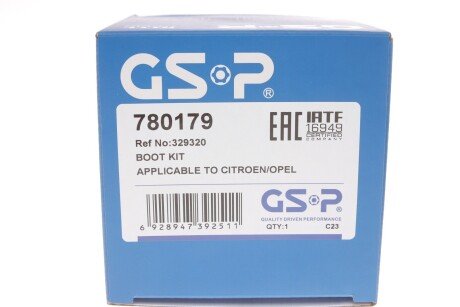 GSP®
780179
Ref No:329320
BOOT KIT
APPLICABLE TO CITROEN/OPEL
EAC
IATF
16949
CERTIFIED
COMPANY
GSP
QUALITY DRIVEN PERFORMANCE
QTY:1 C23
6 928947 392511